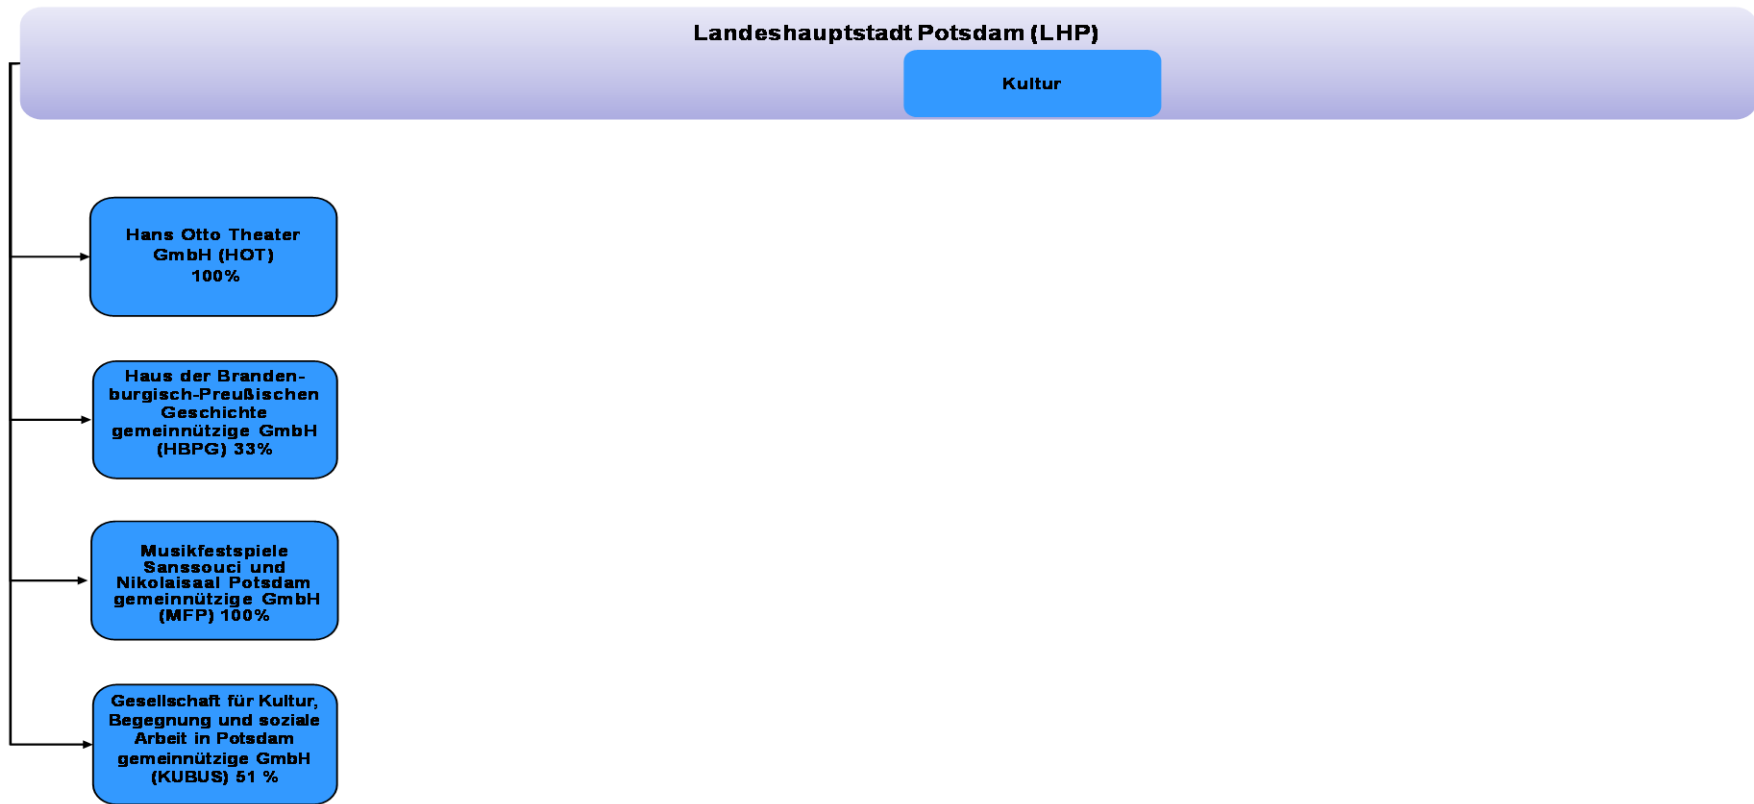 Landeshauptstadt Potsdam (LHP)
Kultur
Hans Otto Theater
GmbH (HOT)
100%
Haus der Branden-
burgisch-Preußischen
Geschichte
gemeinnützige GmbH
(HBPG) 33%
Musikfestspiele
Sanssouci und
Nikolaisaal Potsdam
gemeinnützige GmbH
(MFP) 100%
Gesellschaft für Kultur,
Begegnung und soziale
Arbeit in Potsdam
gemeinnützige GmbH
(KUBUS) 51 %